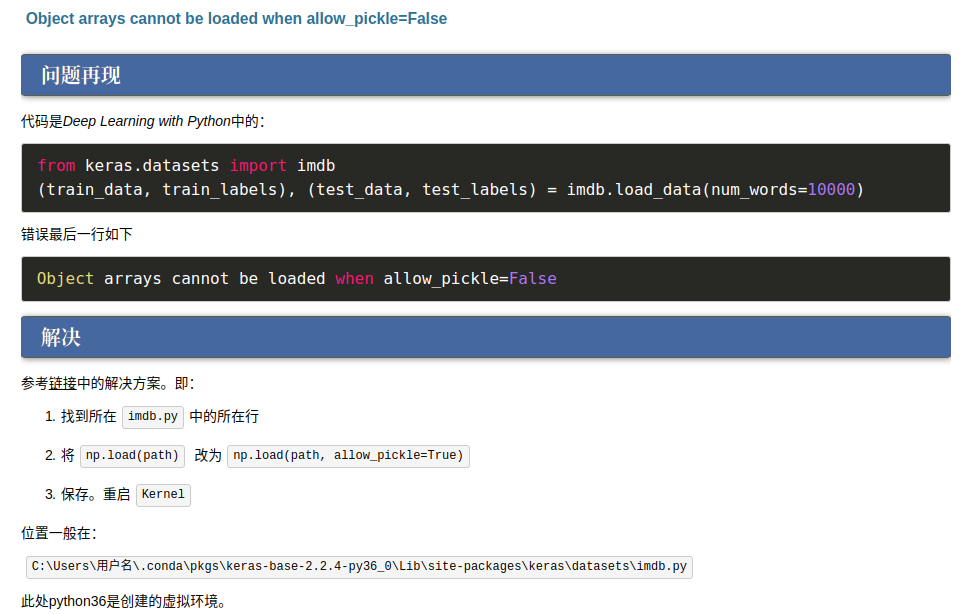 Object arrays cannot be loaded when allow_pickle=False
问题再现
代码是Deep Learning with Python中的：
from keras.datasets import imdb
(train_data, train_labels), (test_data, test_labels) = imdb.load_data(num_words=10000)
错误最后一行如下
Object arrays cannot be loaded when allow_pickle=False
解决
参考链接中的解决方案。即：
1. 找到所在 imdb.py 中的所在行
2. 将 np.load(path) 改为 np.load(path, allow_pickle=True)
3. 保存。重启 Kernel
位置一般在：
C:\Users\用户名\.conda\pkgs\keras-base-2.2.4-py36_0\Lib\site-packages\keras\datasets\imdb.py
此处python36是创建的虚拟环境。